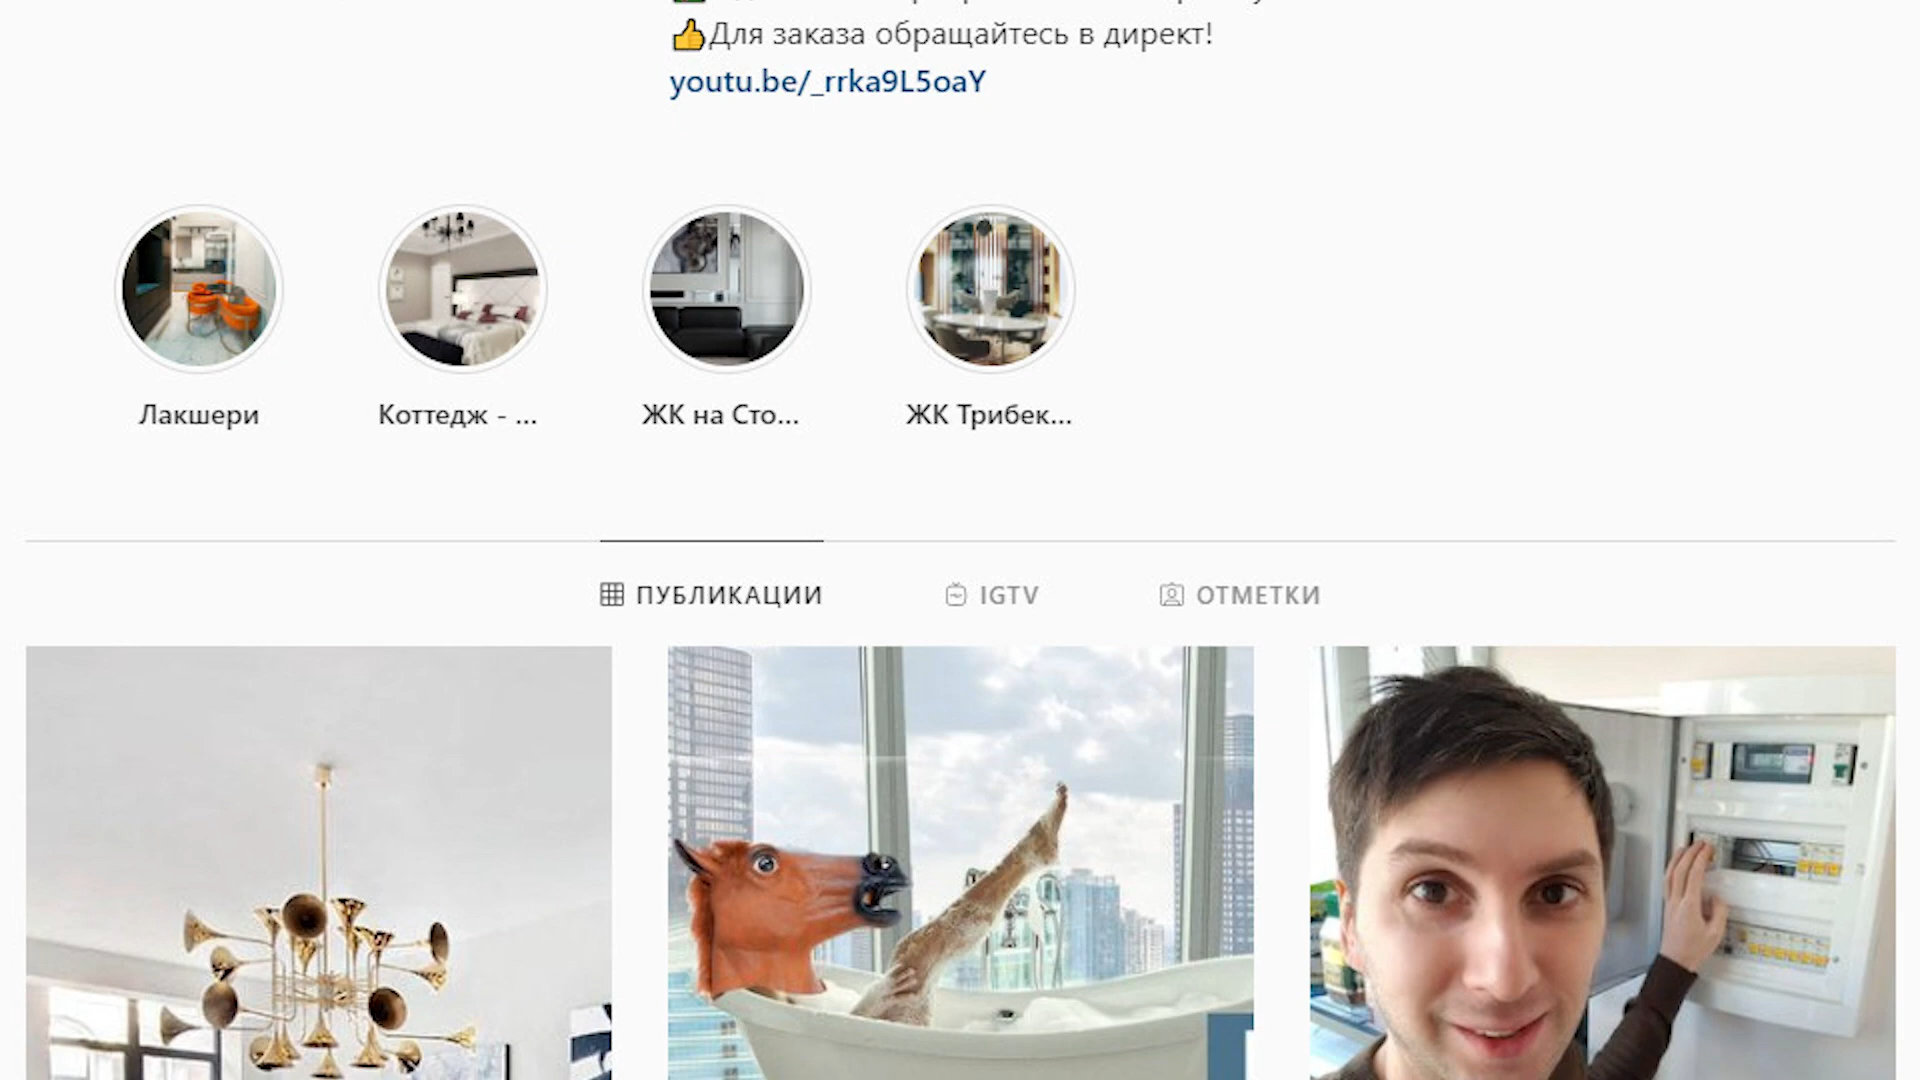 Для заказа обращайтесь в директ!
youtu.be/_rrka9L5oaY
Лакшери
Коттедж - ...
ЖК на Сто...
ЖК Трибек...
ПУБЛИКАЦИИ
IGTV
ОТМЕТКИ